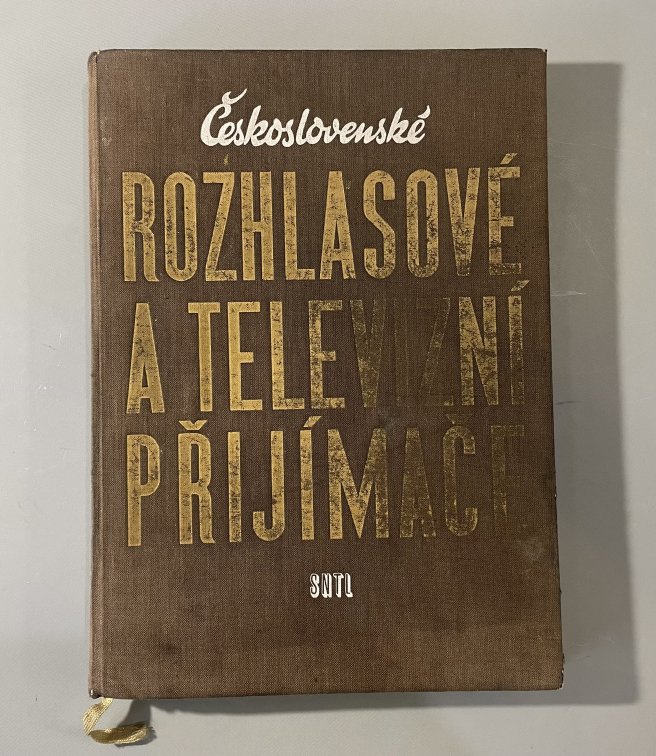 Československé
ROZHLASOVÉ
A TELEVIZNÍ
PŘIJÍMAČE
SNTL